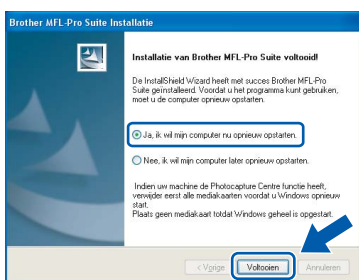 Brother MFL-Pro Suite Installatie
Installatie van Brother MFL-Pro Suite voltooid!
De InstallShield Wizard heeft met succes Brother MFL-Pro
Suite geïnstalleerd. Voordat u het programma kunt gebruiken,
moet u de computer opnieuw opstarten.
Ja, ik wil mijn computer nu opnieuw opstarten.
Nee, ik wil mijn computer later opnieuw opstarten.
Indien uw machine de Photocapture Centre functie heeft,
verwijder eerst alle mediakaarten voordat u Windows opnieuw
start.
Plaats geen mediakaart totdat Windows geheel is opgestart.
< Vorige Voltooien Annuleren